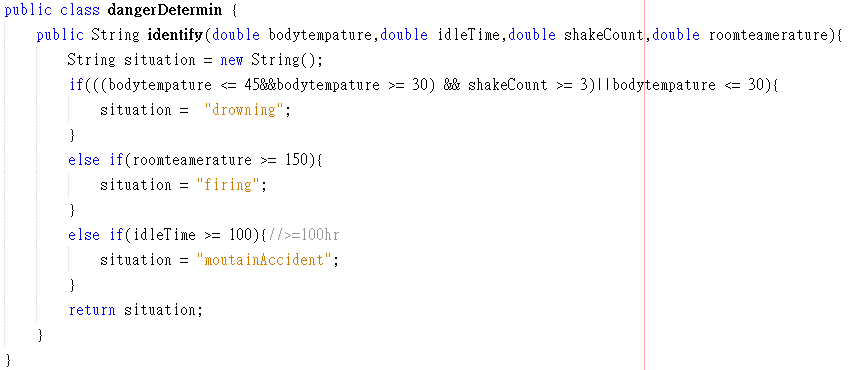 public class dangerDetermin {
public String identify(double bodytempature,double idleTime,double shakeCount,double roomteamerature){
String situation = new String();
if(((bodytempature <= 45&&bodytempature >= 30) && shakeCount >= 3)||bodytempature <= 30){
situation =  "drowning";
}
else if(roomteamerature >= 150){
situation = "firing";
}
else if(idleTime >= 100){//>=100hr
situation = "moutainAccident";
}
return situation;
}
}